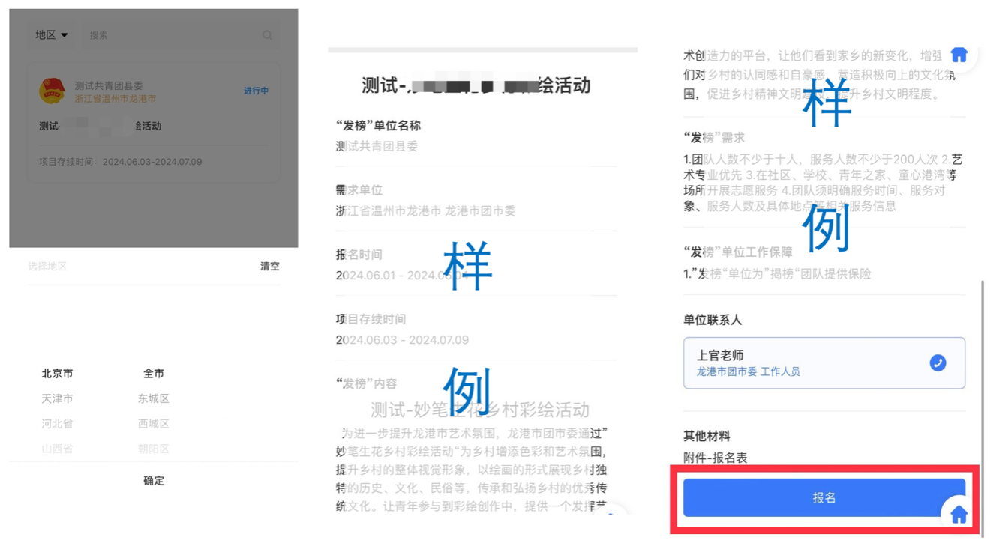 地区
搜索
测试共青团县委
浙江省温州市龙港市
进行中
测试
绘活动
项目存续时间：2024.06.03-2024.07.09
选择地区
清空
北京市 全市
天津市 东城区
河北省 西城区
山西省 朝阳区
确定
测试-
绘活动
“发榜”单位名称
测试共青团县委
需求单位
浙江省温州市龙港市 龙港市团市委
报名时间
2024.06.01 - 2024.06.04
项目存续时间
2024.06.03 - 2024.07.09
“发榜”内容
测试-妙笔生花乡村彩绘活动
为进一步提升龙港市艺术氛围，龙港市团市委通过”
妙笔生花乡村彩绘活动“为乡村增添色彩和艺术氛围，
提升乡村的整体视觉形象，以绘画的形式展现乡村独
特的历史、文化、民俗等，传承和弘扬乡村的优秀传
统文化。让青年参与到彩绘创作中，提供一个发挥艺
样
例
术创造力的平台，让他们看到家乡的新变化，增强
们对乡村的认同感和自豪感，营造积极向上的文化氛
围，促进乡村精神文明建设，提升乡村文明程度。
“发榜”需求
1.团队人数不少于十人，服务人数不少于200人次 2.艺
术专业优先 3.在社区、学校、青年之家、童心港湾等
场所开展志愿服务 4.团队须明确服务时间、服务对
象、服务人数及具体地点等相关服务信息
“发榜”单位工作保障
1.”发榜“单位为”揭榜“团队提供保险
样
例
单位联系人
上官老师
龙港市团市委 工作人员
其他材料
附件-报名表
报名